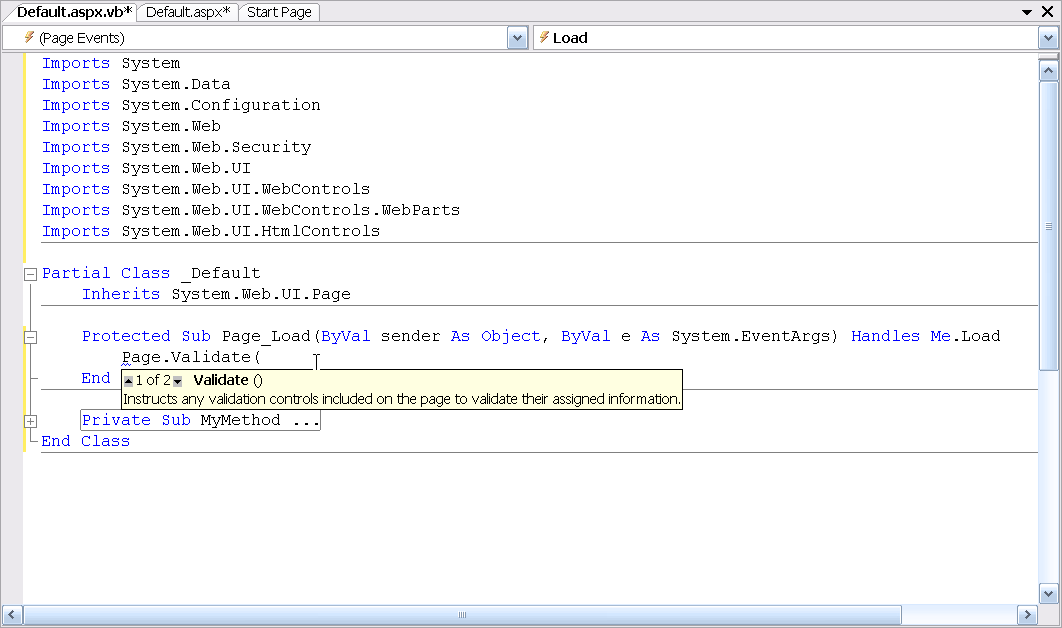 Default.aspx.vb* Default.aspx* Start Page
(Page Events) Load
Imports System
Imports System.Data
Imports System.Configuration
Imports System.Web
Imports System.Web.Security
Imports System.Web.UI
Imports System.Web.UI.WebControls
Imports System.Web.UI.WebControls.WebParts
Imports System.Web.UI.HtmlControls
Partial Class _Default
Inherits System.Web.UI.Page
Protected Sub Page_Load(ByVal sender As Object, ByVal e As System.EventArgs) Handles Me.Load
Page.Validate(
End
1 of 2 Validate ()
Instructs any validation controls included on the page to validate their assigned information.
Private Sub MyMethod ...
End Class